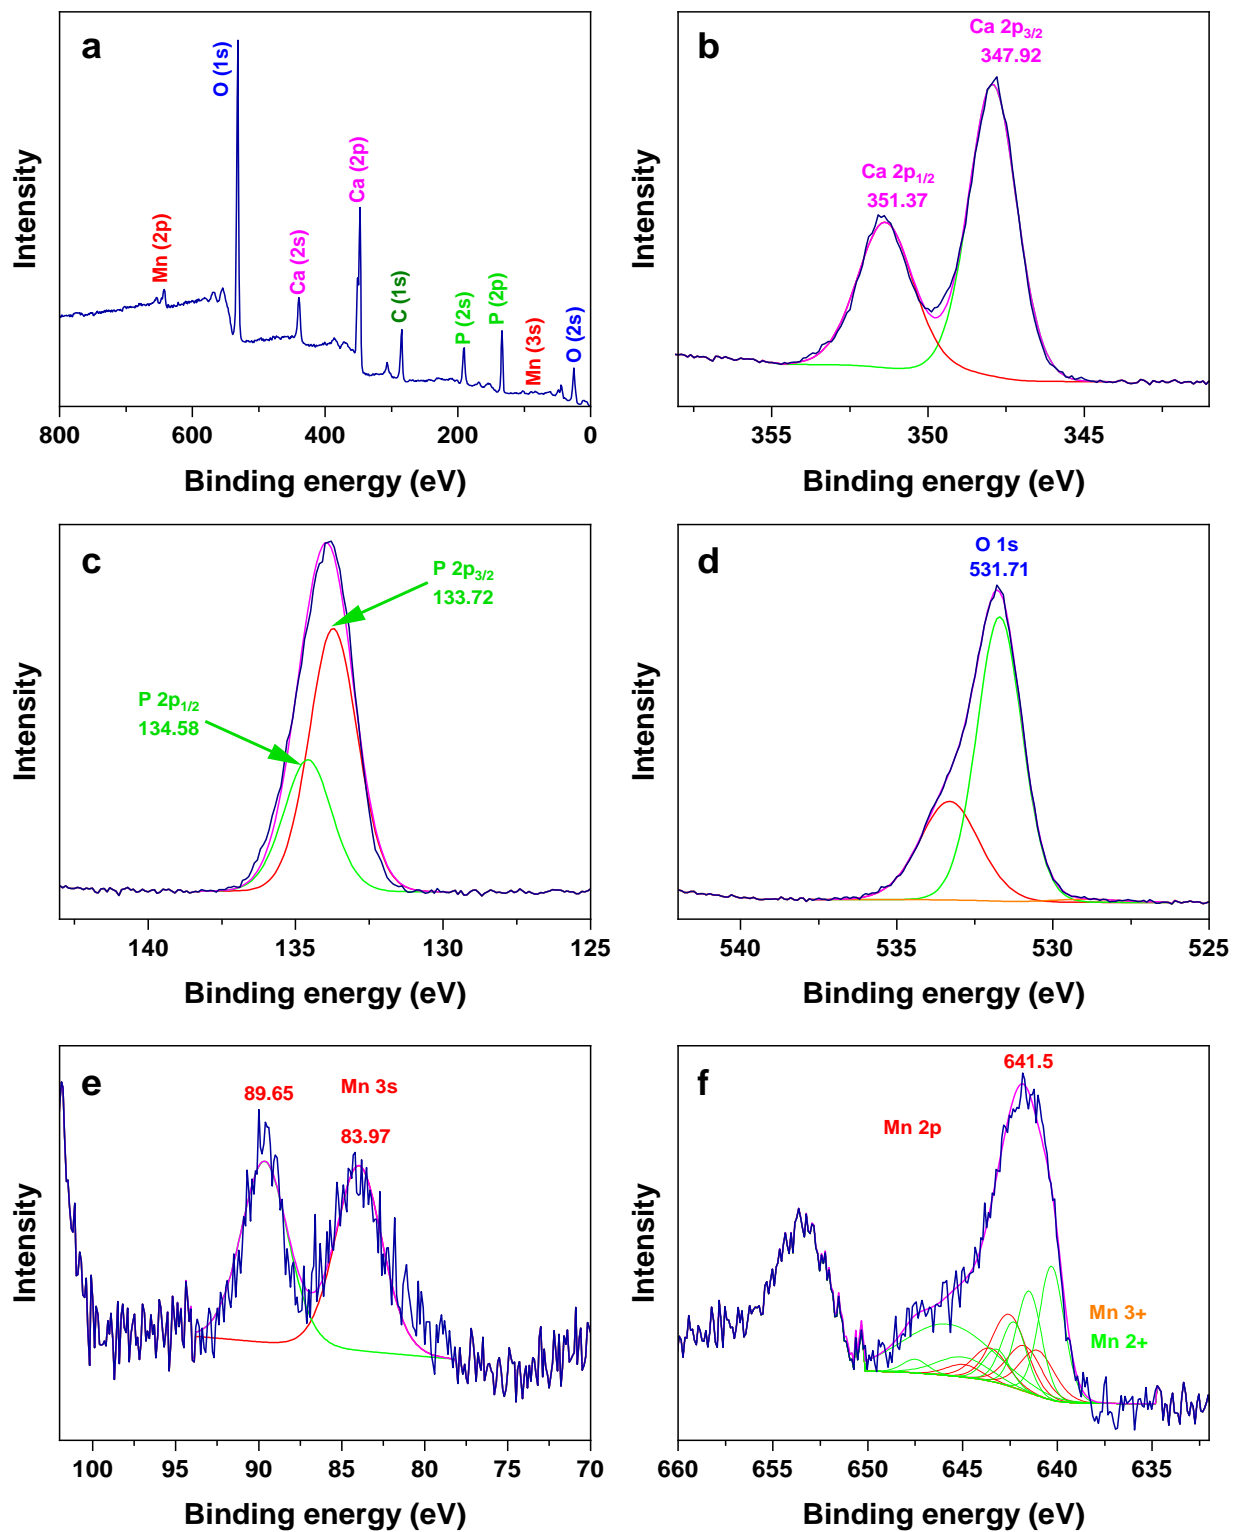 a
O (1s)
Mn (2p)
Ca (2s)
Ca (2p)
C (1s)
P (2s)
P (2p)
Mn (3s)
O (2s)
Intensity
800 600 400 200 0
Binding energy (eV)
b
Ca 2p3/2
347.92
Ca 2p1/2
351.37
Intensity
355 350 345
Binding energy (eV)
c
P 2p3/2
133.72
P 2p1/2
134.58
Intensity
140 135 130 125
Binding energy (eV)
d
O 1s
531.71
Intensity
540 535 530 525
Binding energy (eV)
e
89.65
Mn 3s
83.97
Intensity
100 95 90 85 80 75 70
Binding energy (eV)
f
641.5
Mn 2p
Mn 3+
Mn 2+
Intensity
660 655 650 645 640 635
Binding energy (eV)